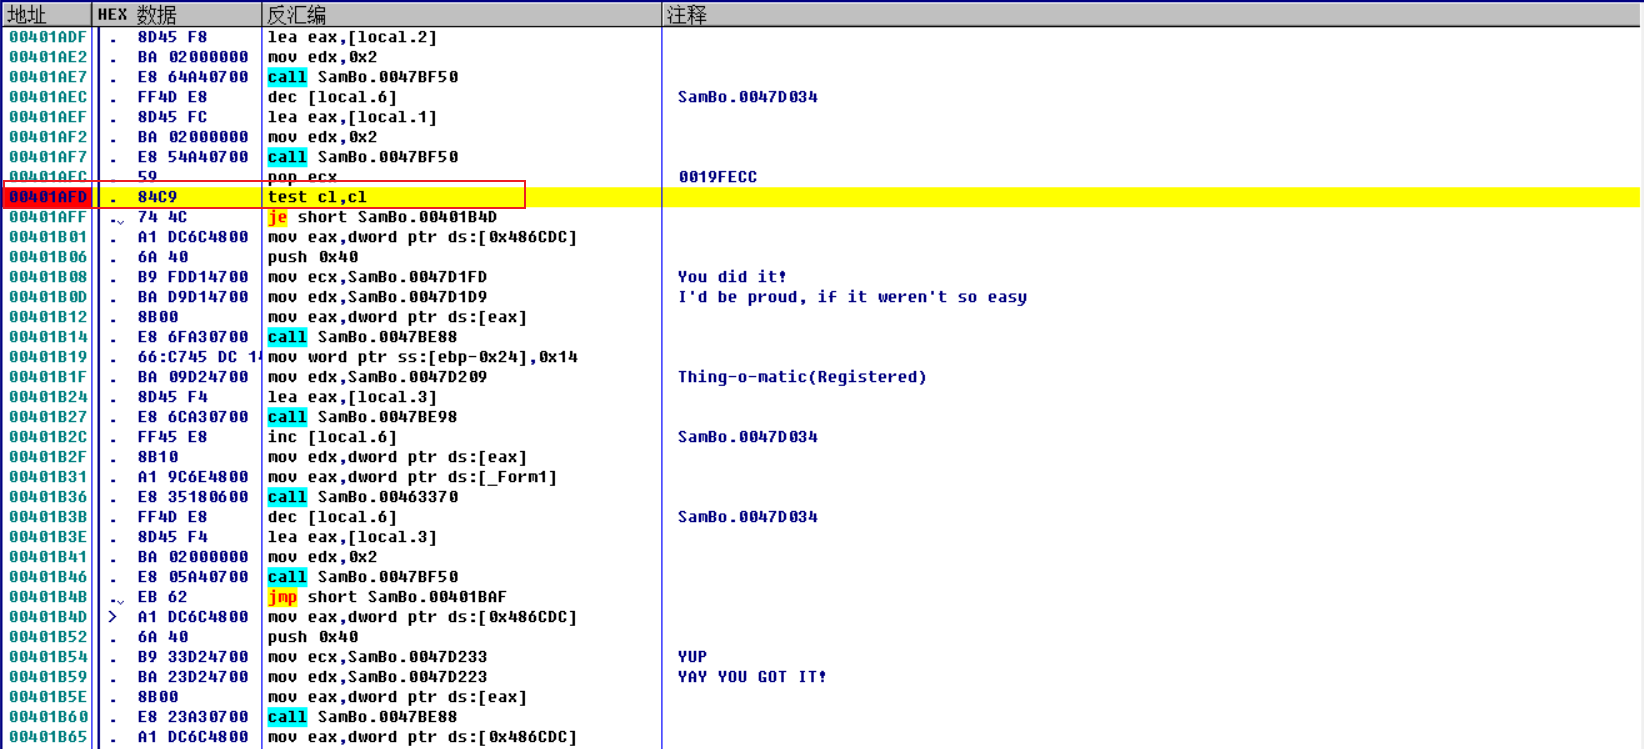 地址 HEX 数据 反汇编 注释
00401ADF . 8D45 F8 lea eax,[local.2]
00401AE2 . BA 02000000 mov edx,0x2
00401AE7 . E8 64A40700 call SamBo.0047BF50
00401AEC . FF4D E8 dec [local.6] SamBo.0047D034
00401AEF . 8D45 FC lea eax,[local.1]
00401AF2 . BA 02000000 mov edx,0x2
00401AF7 . E8 54A40700 call SamBo.0047BF50
00401AFC . 59 pop ecx 0019FECC
00401AFD . 84C9 test cl,cl
00401AFF . 74 4C je short SamBo.00401B4D
00401B01 . A1 DC6C4800 mov eax,dword ptr ds:[0x486CDC]
00401B06 . 6A 40 push 0x40
00401B08 . B9 FDD14700 mov ecx,SamBo.0047D1FD You did it!
00401B0D . BA D9D14700 mov edx,SamBo.0047D1D9 I'd be proud, if it weren't so easy
00401B12 . 8B00 mov eax,dword ptr ds:[eax]
00401B14 . E8 6FA30700 call SamBo.0047BE88
00401B19 . 66:C745 DC 14 mov word ptr ss:[ebp-0x24],0x14
00401B1F . BA 09D24700 mov edx,SamBo.0047D209 Thing-o-matic(Registered)
00401B24 . 8D45 F4 lea eax,[local.3]
00401B27 . E8 6CA30700 call SamBo.0047BE98
00401B2C . FF45 E8 inc [local.6] SamBo.0047D034
00401B2F . 8B10 mov edx,dword ptr ds:[eax]
00401B31 . A1 9C6E4800 mov eax,dword ptr ds:[_Form1]
00401B36 . E8 35180600 call SamBo.00463370
00401B3B . FF4D E8 dec [local.6] SamBo.0047D034
00401B3E . 8D45 F4 lea eax,[local.3]
00401B41 . BA 02000000 mov edx,0x2
00401B46 . E8 05A40700 call SamBo.0047BF50
00401B4B . EB 62 jmp short SamBo.00401BAF
00401B4D > A1 DC6C4800 mov eax,dword ptr ds:[0x486CDC]
00401B52 . 6A 40 push 0x40
00401B54 . B9 33D24700 mov ecx,SamBo.0047D233 YUP
00401B59 . BA 23D24700 mov edx,SamBo.0047D223 YAY YOU GOT IT!
00401B5E . 8B00 mov eax,dword ptr ds:[eax]
00401B60 . E8 23A30700 call SamBo.0047BE88
00401B65 . A1 DC6C4800 mov eax,dword ptr ds:[0x486CDC]